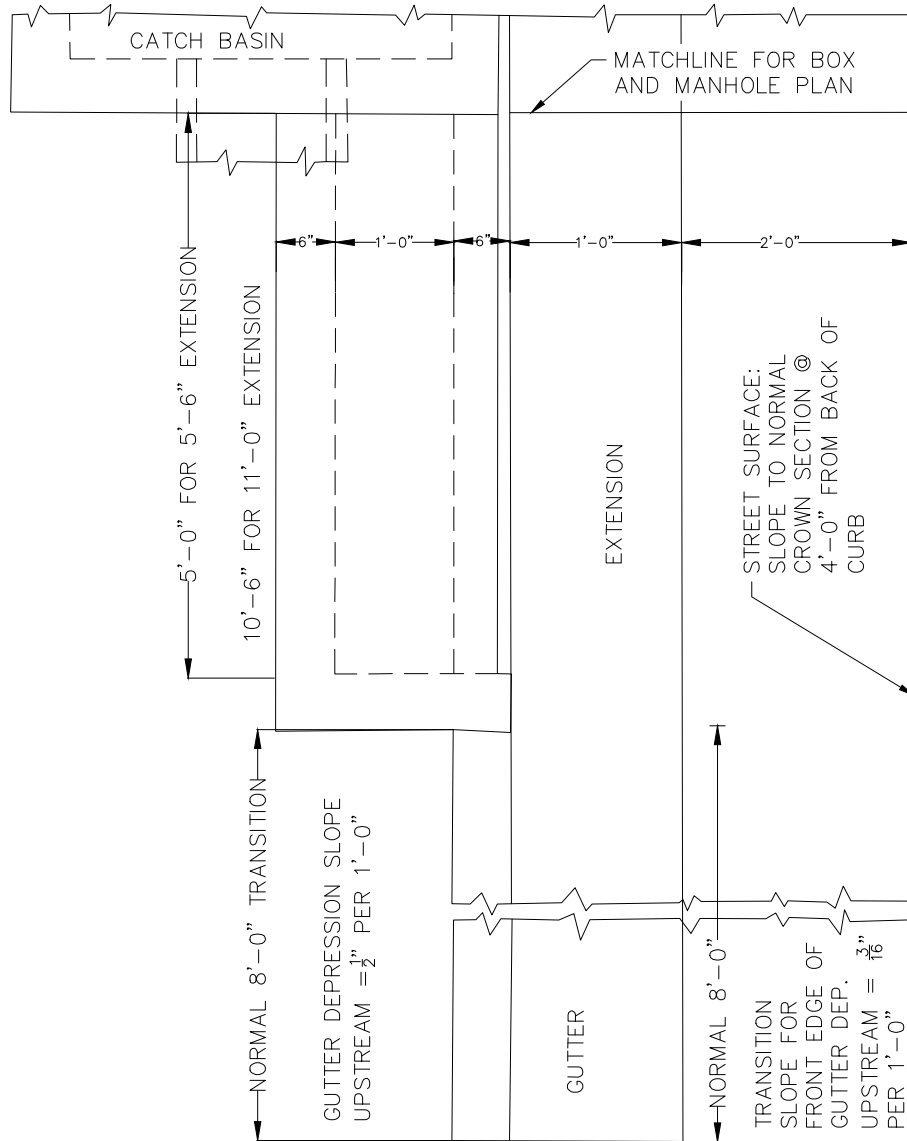 CATCH BASIN
MATCHLINE FOR BOX
AND MANHOLE PLAN
6"
1'-0"
6"
1'-0"
2'-0"
5'-0" FOR 5'-6" EXTENSION
10'-6" FOR 11'-0" EXTENSION
EXTENSION
STREET SURFACE:
SLOPE TO NORMAL
CROWN SECTION @
4'-0" FROM BACK OF
CURB
NORMAL 8'-0" TRANSITION
GUTTER DEPRESSION SLOPE
UPSTREAM = 1/2" PER 1'-0"
GUTTER
NORMAL 8'-0"
TRANSITION
SLOPE FOR
FRONT EDGE OF
GUTTER DEP.
UPSTREAM = 3/16"
PER 1'-0"